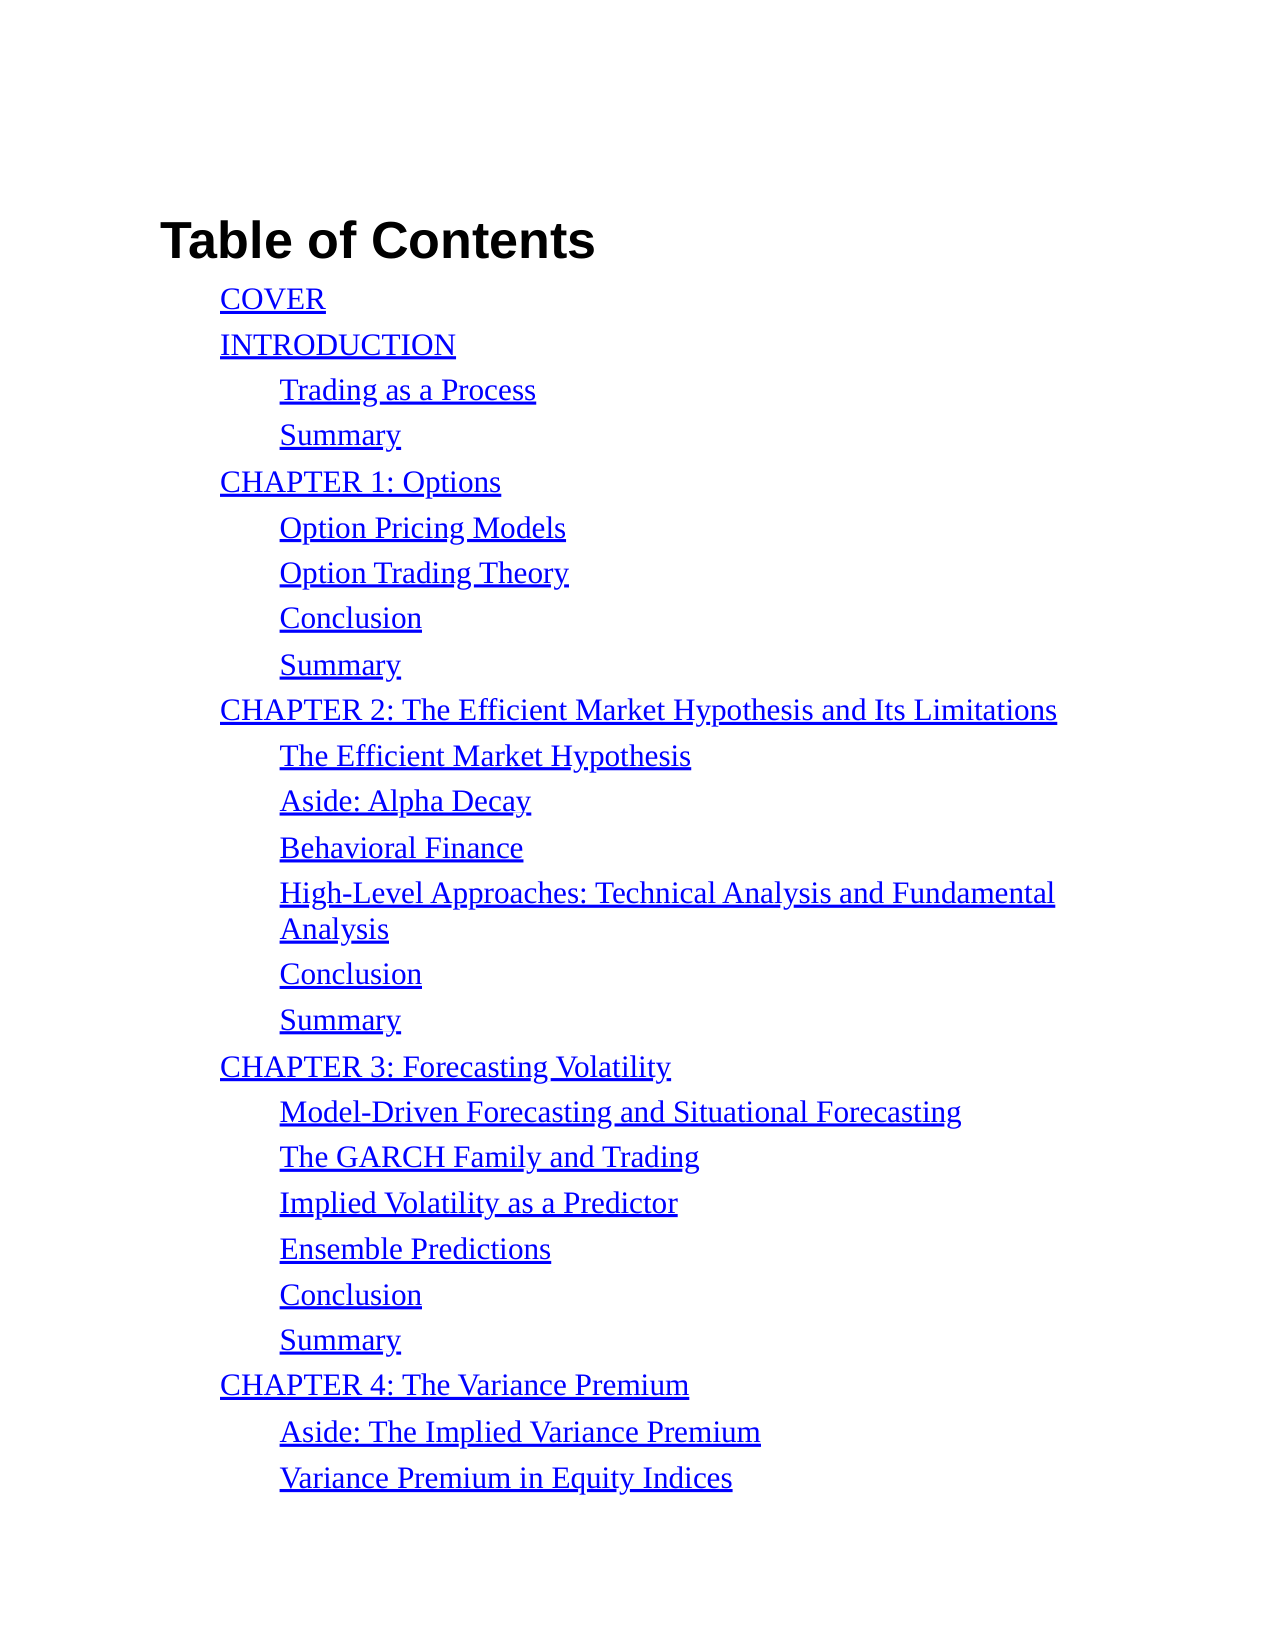 Table of Contents
COVER
INTRODUCTION
Trading as a Process
Summary
CHAPTER 1: Options
Option Pricing Models
Option Trading Theory
Conclusion
Summary
CHAPTER 2: The Efficient Market Hypothesis and Its Limitations
The Efficient Market Hypothesis
Aside: Alpha Decay
Behavioral Finance
High-Level Approaches: Technical Analysis and Fundamental
Analysis
Conclusion
Summary
CHAPTER 3: Forecasting Volatility
Model-Driven Forecasting and Situational Forecasting
The GARCH Family and Trading
Implied Volatility as a Predictor
Ensemble Predictions
Conclusion
Summary
CHAPTER 4: The Variance Premium
Aside: The Implied Variance Premium
Variance Premium in Equity Indices